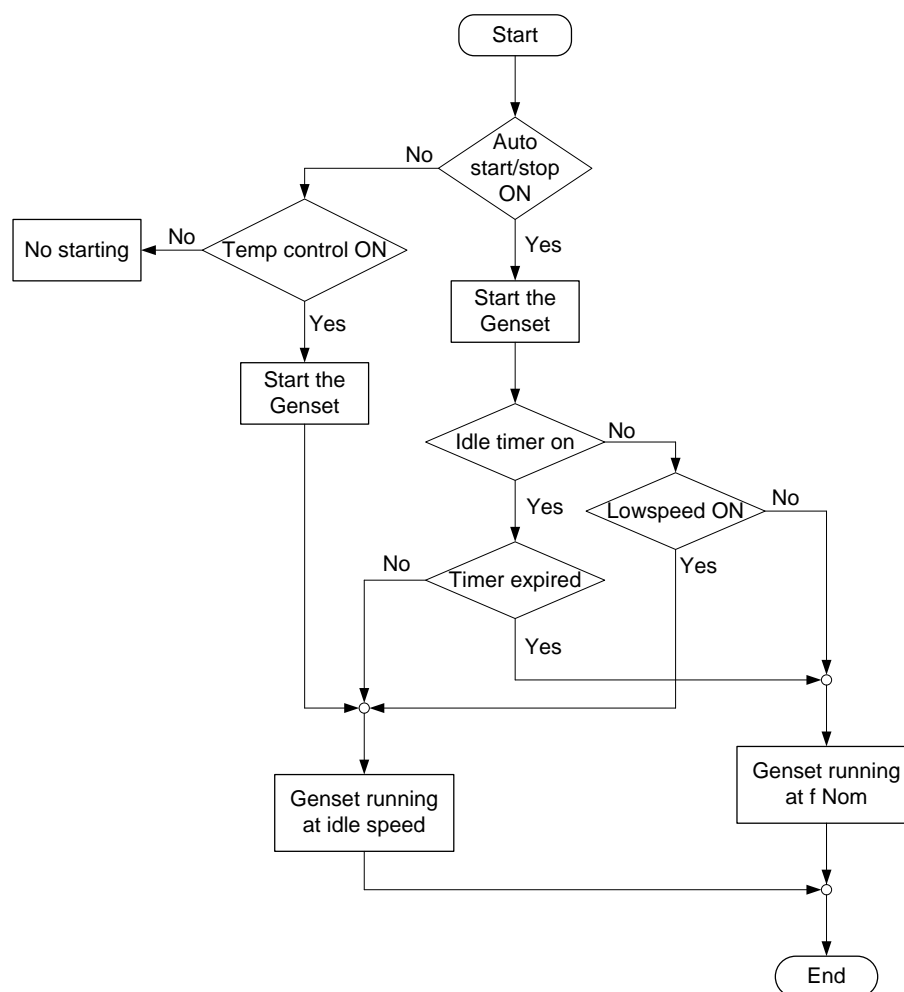 Start
Auto
start/stop
ON
No
Yes
Temp control ON
No
No starting
Yes
Start the
Genset
Start the
Genset
Idle timer on
No
Yes
Lowspeed ON
No
Yes
Timer expired
No
Yes
Genset running
at idle speed
Genset running
at f Nom
End